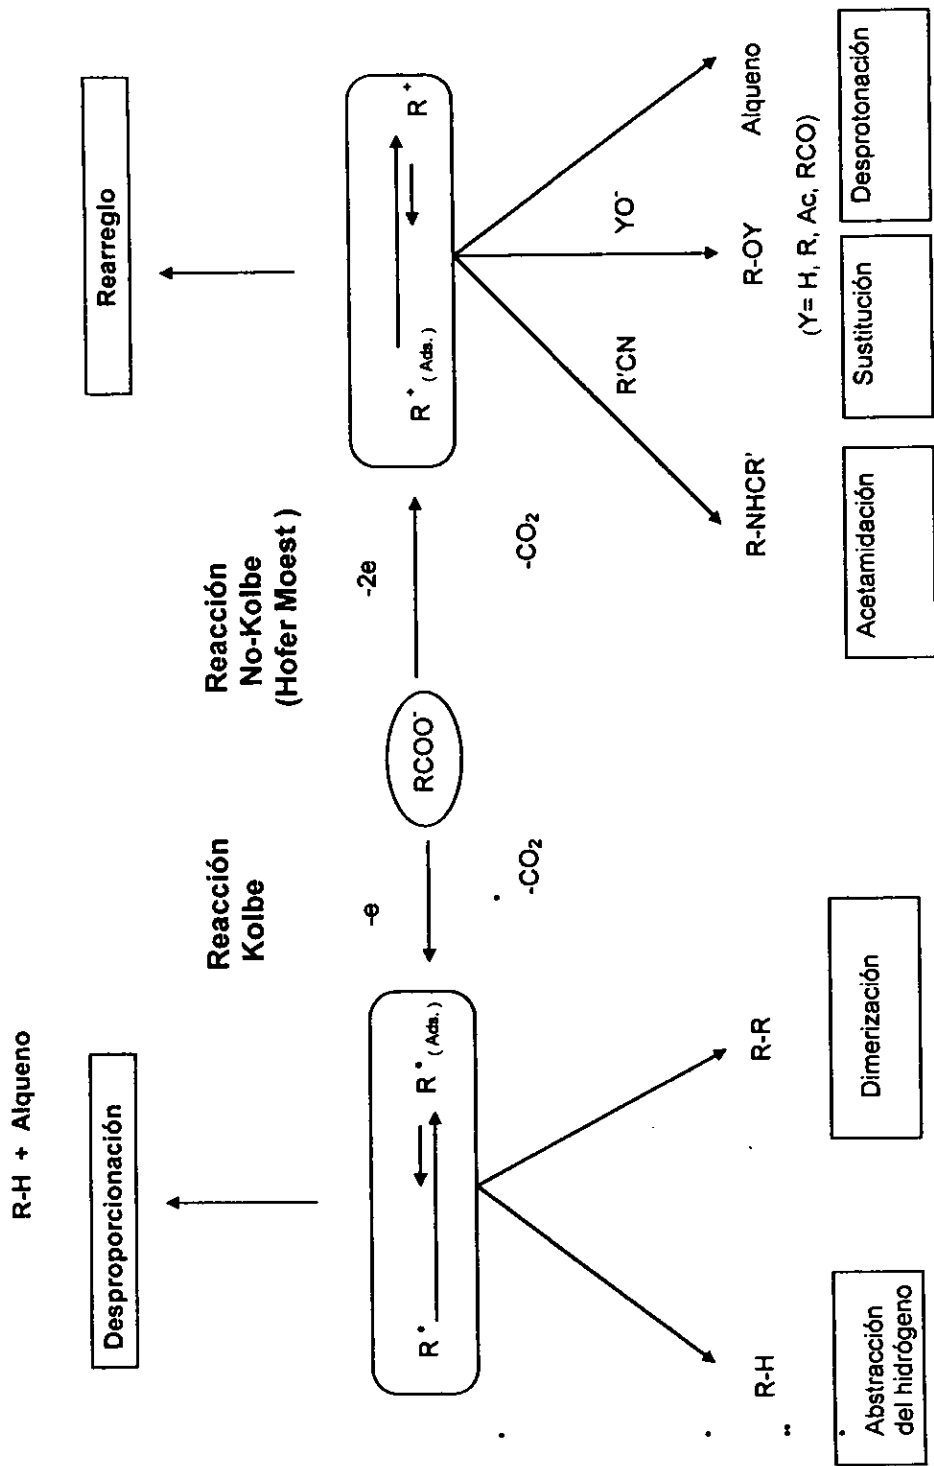 R-H + Alqueno
Desproporcionación
Rearreglo
Reacción
Kolbe
Reacción
No-Kolbe
(Hofer Moest )
-e
-2e
R• R• (Ads.)
RCOO-
R+ (Ads.) R+
-CO2
-CO2
R'CN
YO-
R-H
R-R
R-NHCR'
R-OY
Alqueno
(Y= H, R, Ac, RCO)
Abstracción
del hidrógeno
Dimerización
Acetamidación
Sustitución
Desprotonación